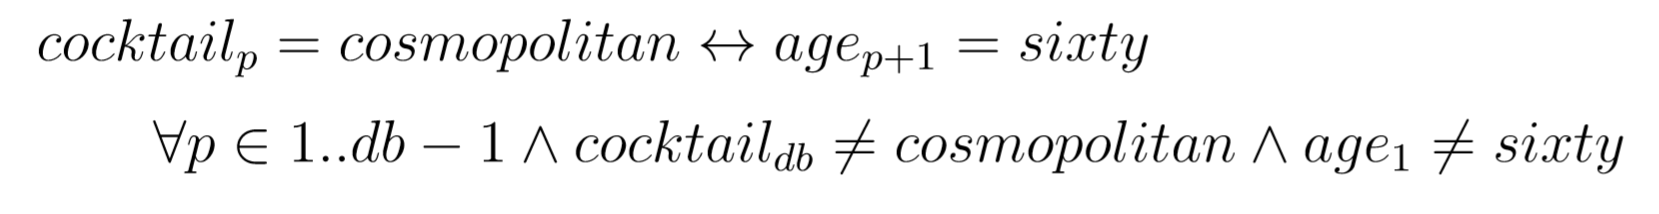 cocktail_p = cosmopolitan ↔ age_{p+1} = sixty
∀p ∈ 1..db − 1 ∧ cocktail_{db} ≠ cosmopolitan ∧ age_1 ≠ sixty